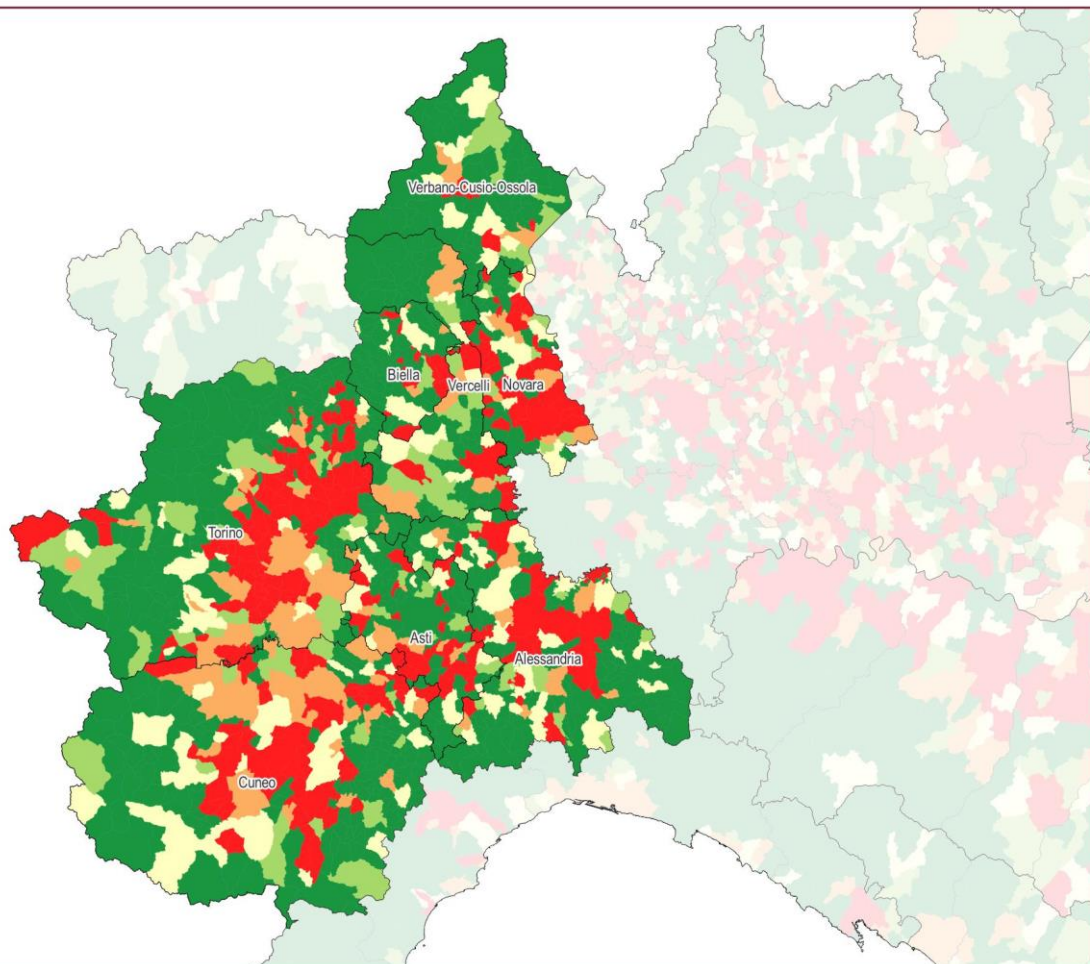 Verbano-Cusio-Ossola
Biella
Vercelli
Novara
Torino
Asti
Alessandria
Cuneo